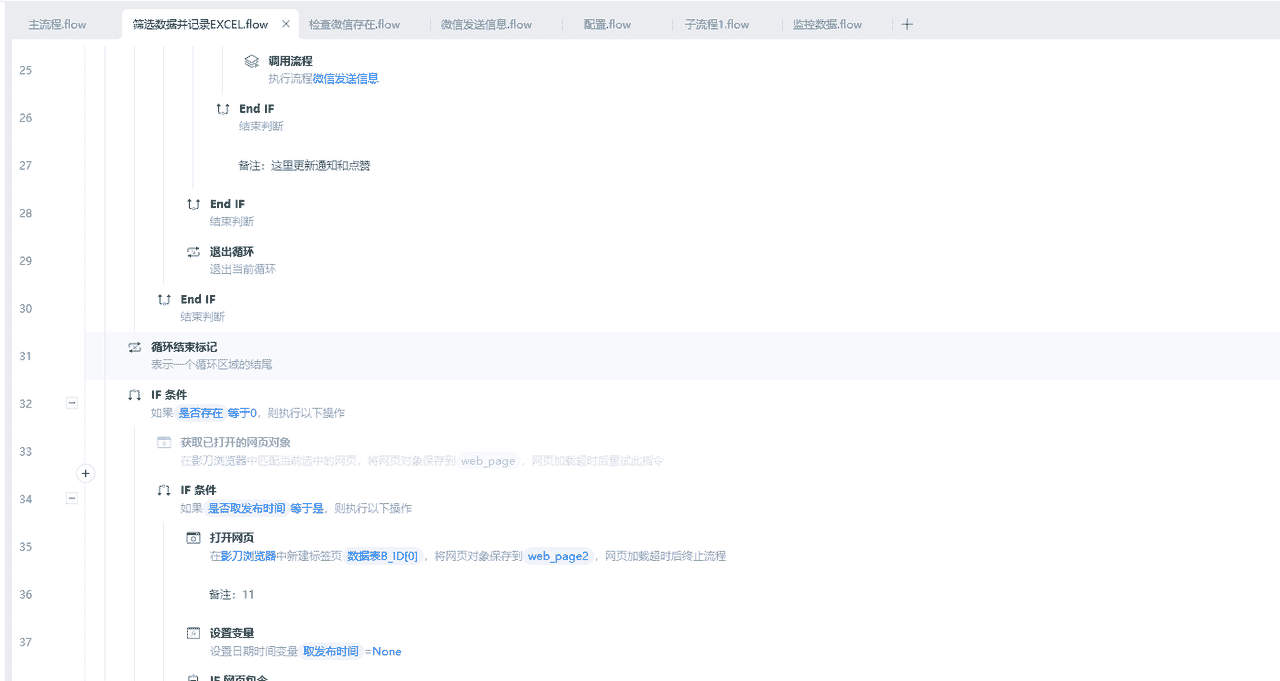 主流程.flow 筛选数据并记录EXCEL.flow 检查微信存在.flow 微信发送信息.flow 配置.flow 子流程1.flow 监控数据.flow
25 调用流程
执行流程微信发送信息
26 End IF
结束判断
27 备注：这里更新通知和点赞
28 End IF
结束判断
29 退出循环
退出当前循环
30 End IF
结束判断
31 循环结束标记
表示一个循环区域的结尾
32 IF 条件
如果 是否存在 等于0，则执行以下操作
33 获取已打开的网页对象
在影刀浏览器中匹配当前选中的网页，将网页对象保存到 web_page ，网页加载超时后重试此指令
34 IF 条件
如果 是否取发布时间 等于是，则执行以下操作
35 打开网页
在影刀浏览器中新建标签页 数据表B_ID[0] ，将网页对象保存到 web_page2 ，网页加载超时后终止流程
36 备注：11
37 设置变量
设置日期时间变量 取发布时间 =None
IF 网页包含